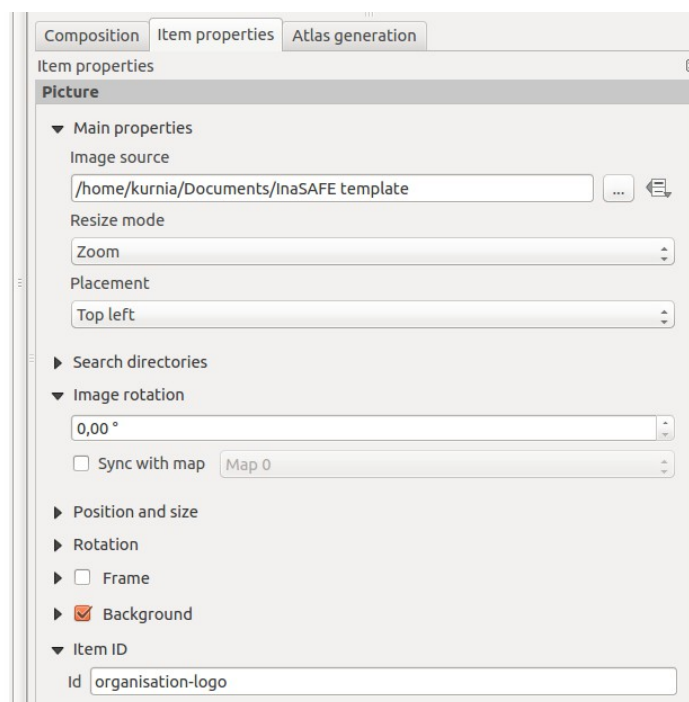 Composition Item properties Atlas generation
Item properties
Picture
Main properties
Image source
/home/kurnia/Documents/InaSAFE template ...
Resize mode
Zoom
Placement
Top left
Search directories
Image rotation
0,00 °
Sync with map Map 0
Position and size
Rotation
Frame
Background
Item ID
Id organisation-logo